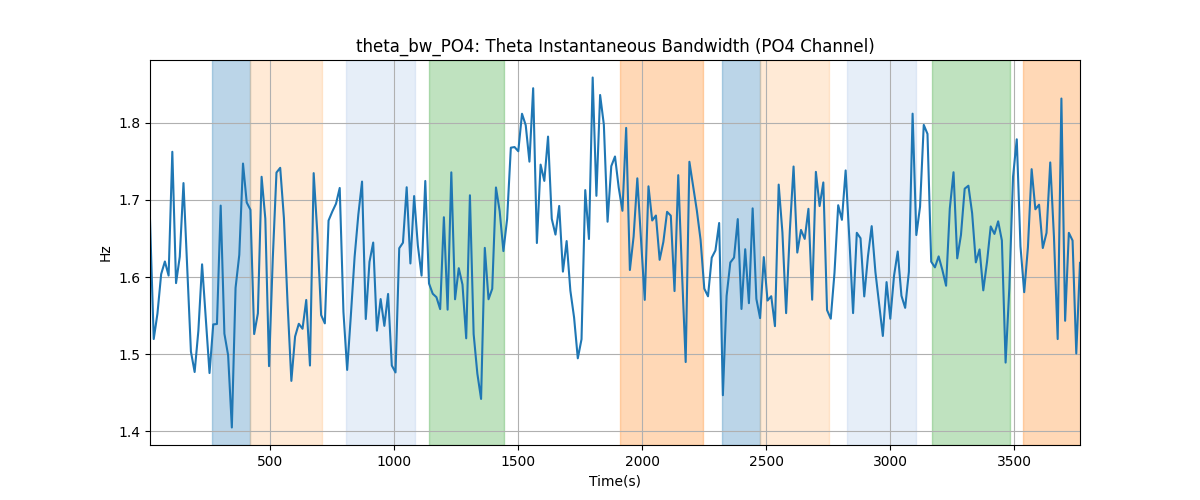 theta_bw_PO4: Theta Instantaneous Bandwidth (PO4 Channel)
1.8
1.7
1.6
1.5
1.4
Hz
500 1000 1500 2000 2500 3000 3500
Time(s)